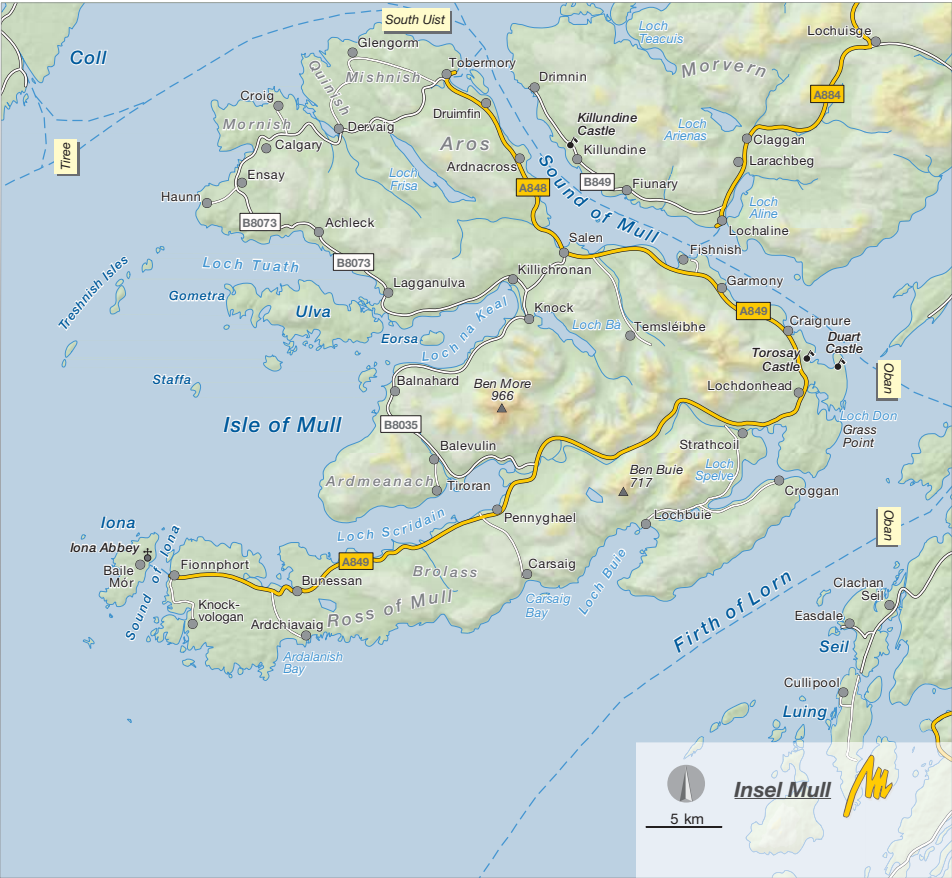 South Uist
Coll
Tiree
Glengorm
Tobermory
Quinish
Mishnish
Croig
Mornish
Dervaig
Druimfin
Calgary
Aros
Ensay
Ardnacross
Loch
Frisa
A848
Haunn
B8073
Achleck
B8073
Salen
Loch
Teacuis
Lochuisge
Morvern
Drimnin
A884
Killundine
Castle
Killundine
Loch
Arienas
Claggan
Larachbeg
B849
Fiunary
Loch
Aline
Lochaline
Sound of Mull
Fishnish
Garmony
A849
Craignure
Duart
Castle
Torosay
Castle
Lochdonhead
Oban
Loch Don
Grass
Point
Treshnish Isles
Loch Tuath
Gometra
Ulva
Lagganulva
Killichronan
Knock
Eorsa
Loch na Keal
Loch Ba
Temsléibhe
Staffa
Balnahard
Ben More
966
Isle of Mull
B8035
Balevulin
Strathcoil
Ben Buie
717
Loch
Spelve
Ardmeanach
Tiroran
Croggan
Pennyghael
Lochbuie
Loch Scridain
Iona
Iona Abbey
Baile
Mór
Sound of Iona
Fionnphort
A849
Bunessan
Brolass
Carsaig
Loch Buie
Oban
Knock-
vologan
Ardchiavaig
Ross of Mull
Carsaig
Bay
Ardalanish
Bay
Firth of Lorn
Clachan
Seil
Easdale
Seil
Cullipool
Luing
Insel Mull
5 km